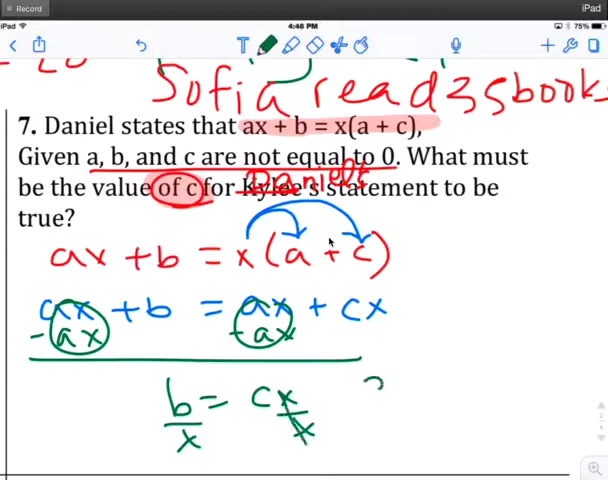 Record
iPad
iPad
4:48 PM
75%
T
Sofia read 35 books
7. Daniel states that ax + b = x(a + c),
Given a, b, and c are not equal to 0. What must
Daniel's
be the value of c for Kylee's statement to be
true?
ax + b = x(a + c)
ax + b = ax + cx
- ax - ax
b = cx
x x